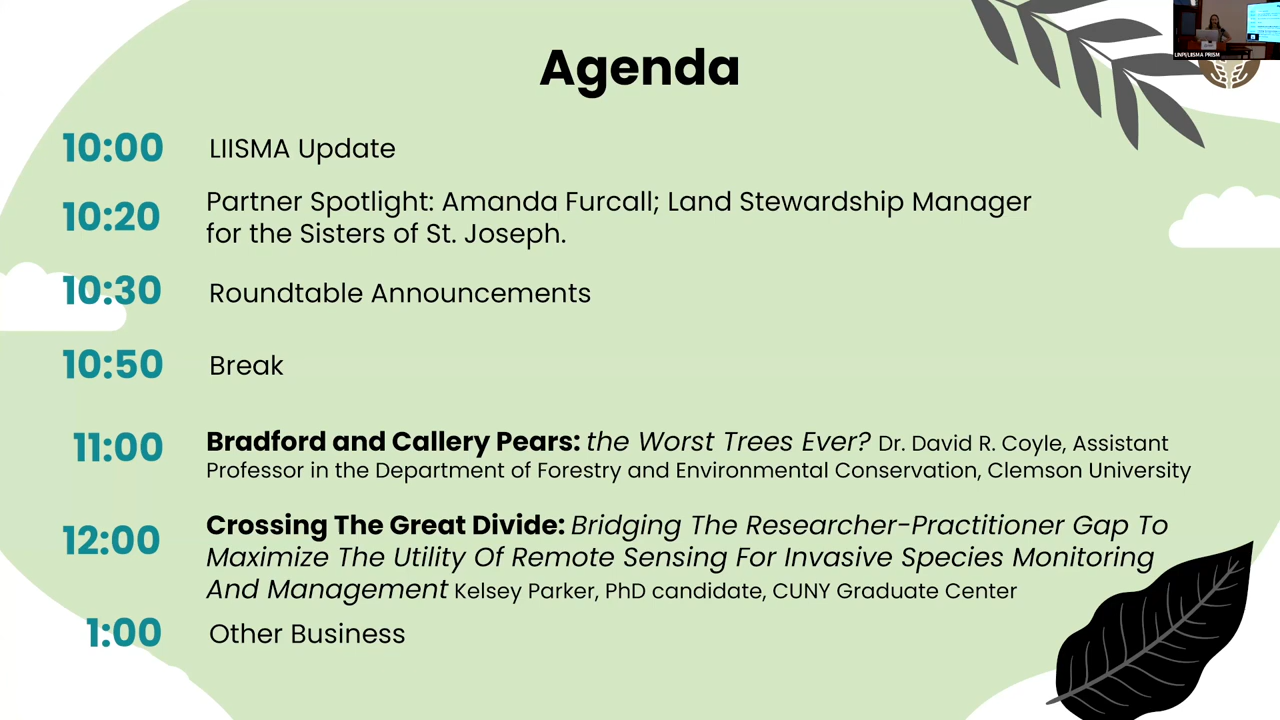 Agenda
LINPI/LIISMA PRISM
10:00 LIISMA Update
10:20 Partner Spotlight: Amanda Furcall; Land Stewardship Manager
for the Sisters of St. Joseph.
10:30 Roundtable Announcements
10:50 Break
11:00 Bradford and Callery Pears: the Worst Trees Ever? Dr. David R. Coyle, Assistant
Professor in the Department of Forestry and Environmental Conservation, Clemson University
12:00 Crossing The Great Divide: Bridging The Researcher-Practitioner Gap To
Maximize The Utility Of Remote Sensing For Invasive Species Monitoring
And Management Kelsey Parker, PhD candidate, CUNY Graduate Center
1:00 Other Business